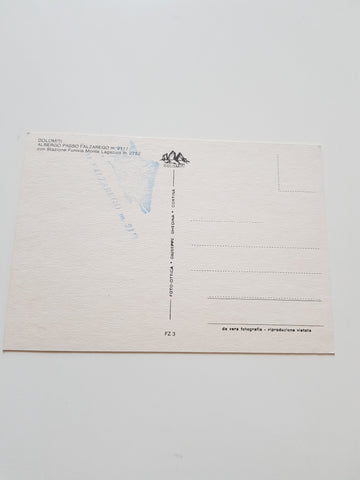 DOLOMITI
ALBERGO PASSO FALZAREGO m. 2117
con Stazione Funivia Monte Lagazuoi m. 2752
FOTO-OTTICA • GIUSEPPE GHEDINA • CORTINA
FZ 3
da vera fotografia - riproduzione vietata